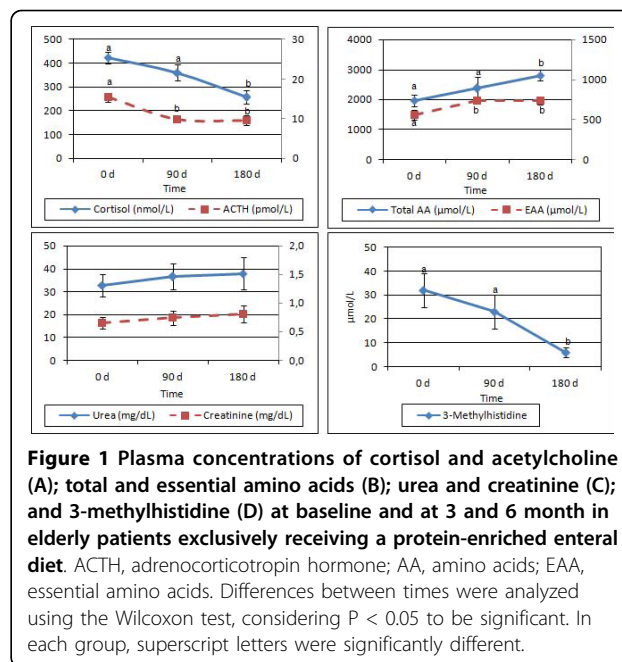 500 30
a
400 a
20
300 a b
200 b b 10
100
0 0
0 d 90 d 180 d
Time
Cortisol (nmol/L) ACTH (pmol/L)
4000 1500
a b
3000 a 1000
2000
a b b 500
1000
0 0
0 d 90 d 180 d
Time
Total AA (µmol/L) EAA (µmol/L)
50 2,0
40 1,5
30 1,0
20
10 0,5
0 0,0
0 d 90 d 180 d
Time
Urea (mg/dL) Creatinine (mg/dL)
50
40 a
a
30
µmol/L
20
10 b
0
0 d 90 d 180 d
Time
3-Methylhistidine
Figure 1 Plasma concentrations of cortisol and acetylcholine
(A); total and essential amino acids (B); urea and creatinine (C);
and 3-methylhistidine (D) at baseline and at 3 and 6 month in
elderly patients exclusively receiving a protein-enriched enteral
diet. ACTH, adrenocorticotropin hormone; AA, amino acids; EAA,
essential amino acids. Differences between times were analyzed
using the Wilcoxon test, considering P < 0.05 to be significant. In
each group, superscript letters were significantly different.